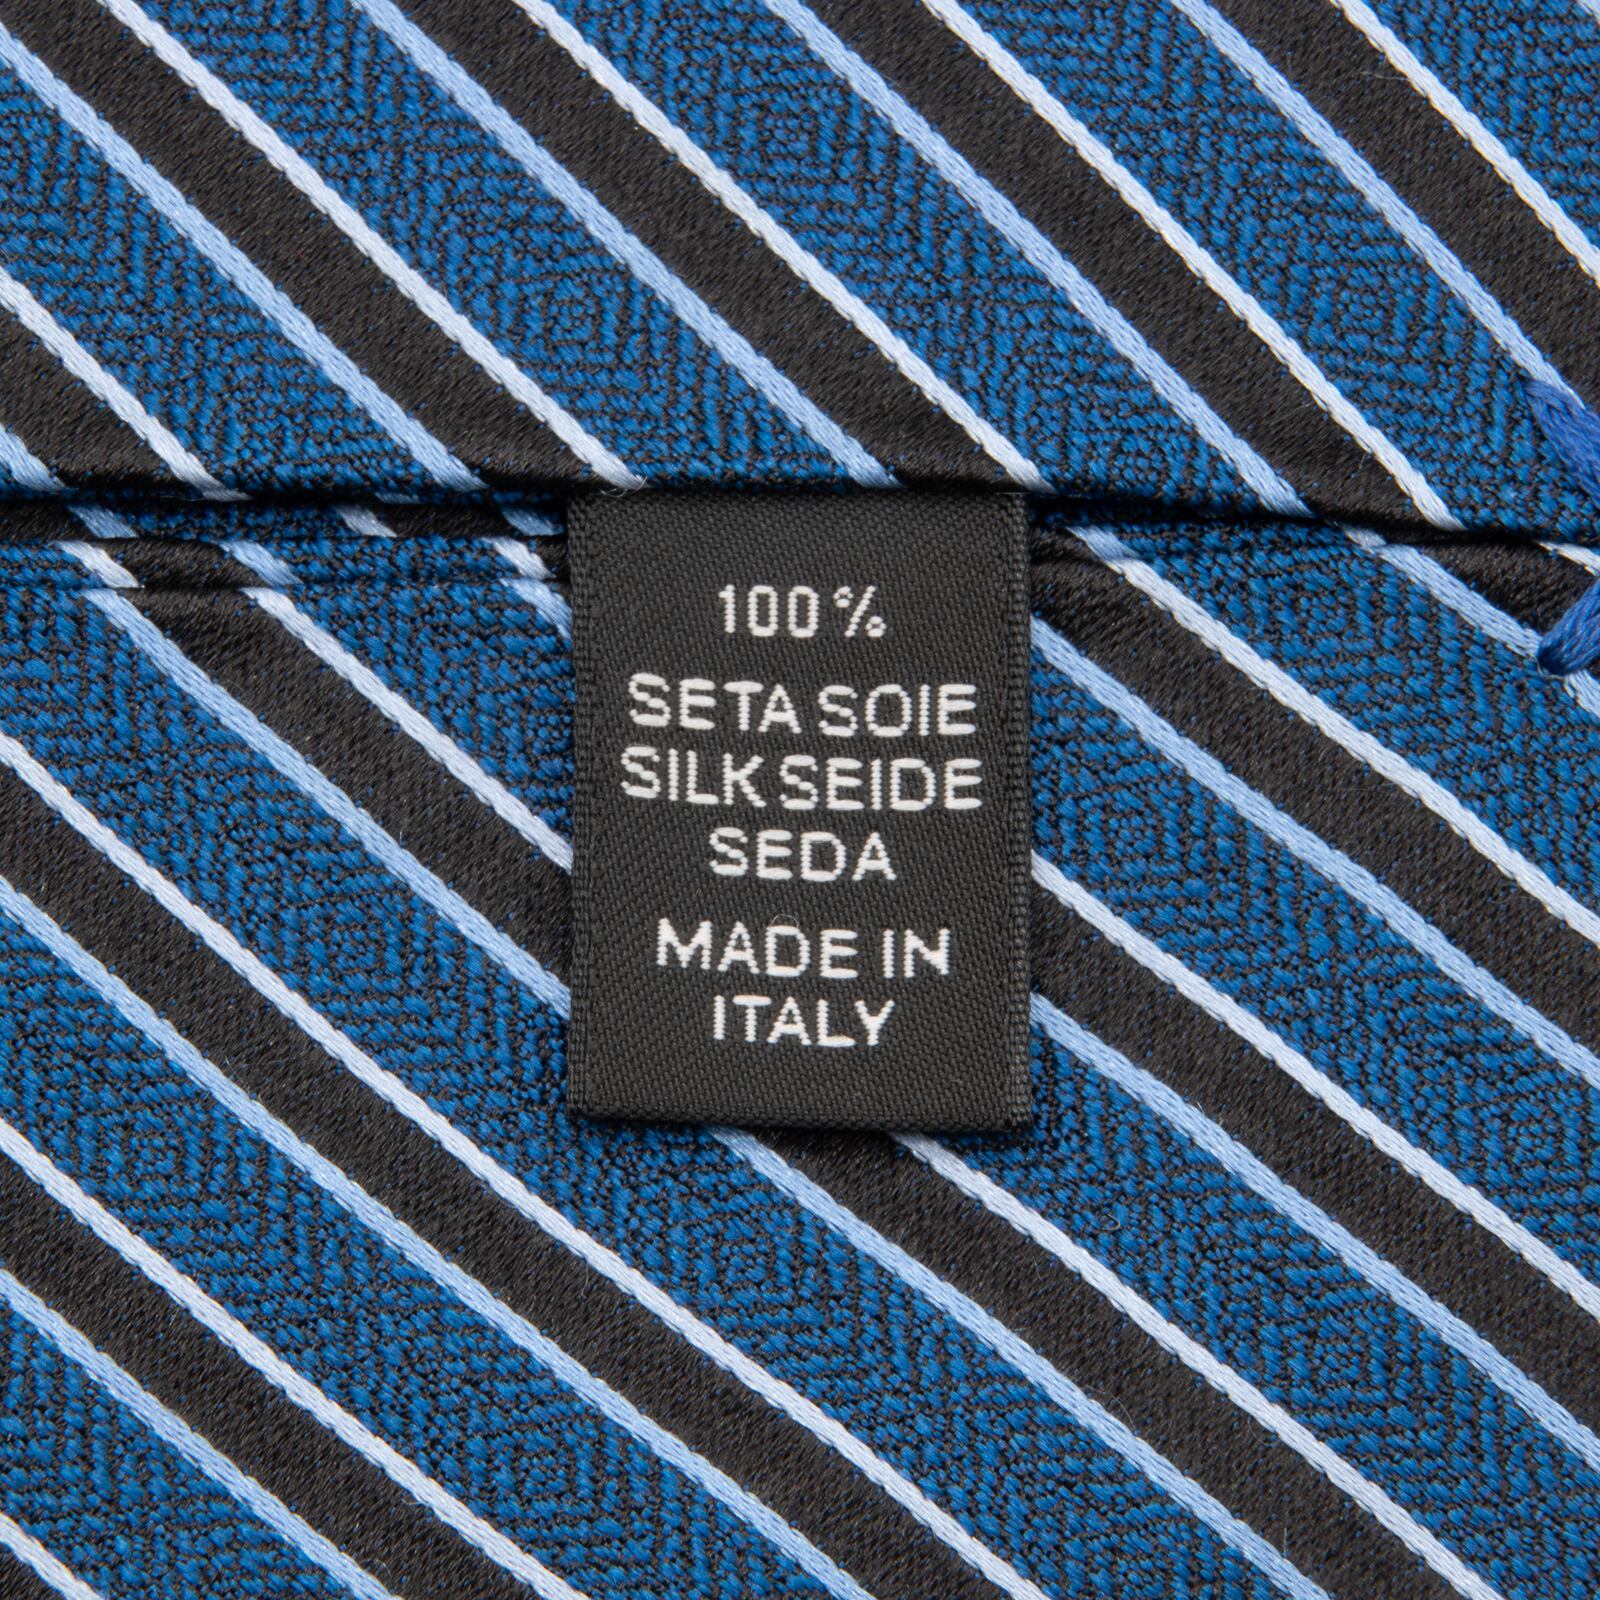 100%
SETA SOIE
SILK SEIDE
SEDA
MADE IN
ITALY